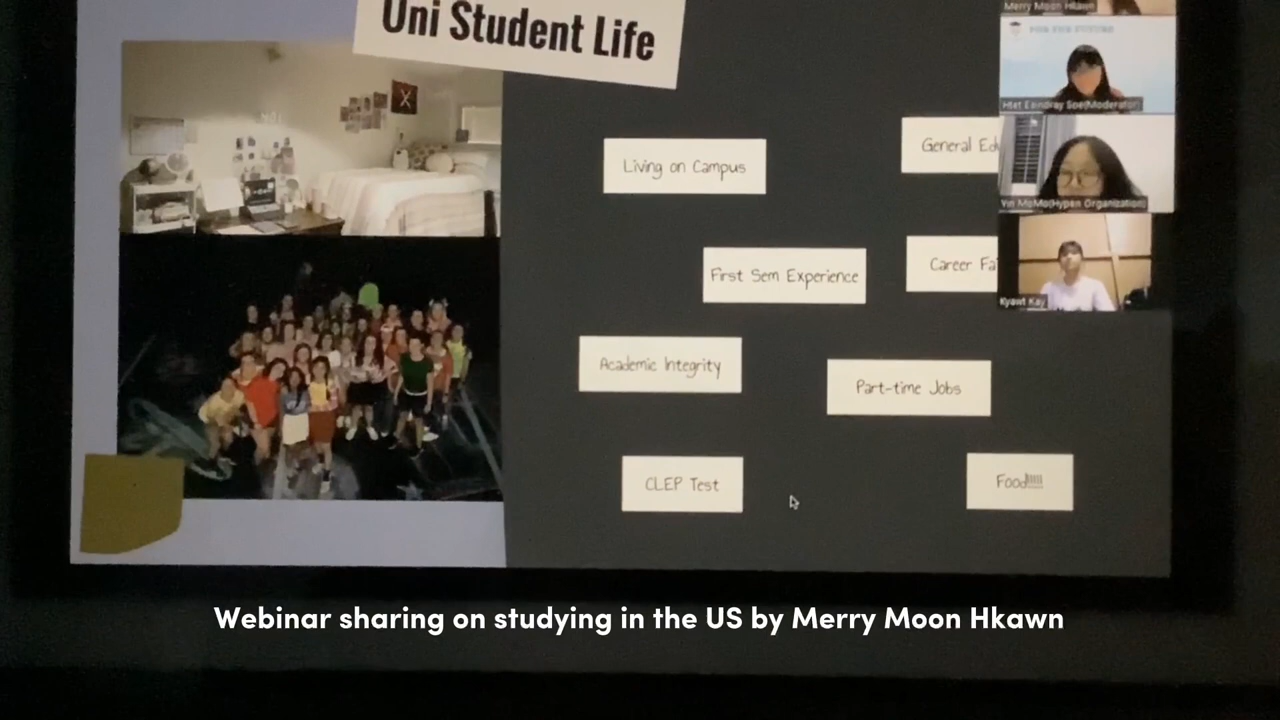 Uni Student Life
Merry Moon Hkawn
Htet Eaindray Soe(Moderator)
Yin MoMo(Hypen Organization)
Kyawt Kay
Living on Campus
General Edu
First Sem Experience
Career Fai
Academic Integrity
Part-time Jobs
CLEP Test
Food!!!!!
Webinar sharing on studying in the US by Merry Moon Hkawn